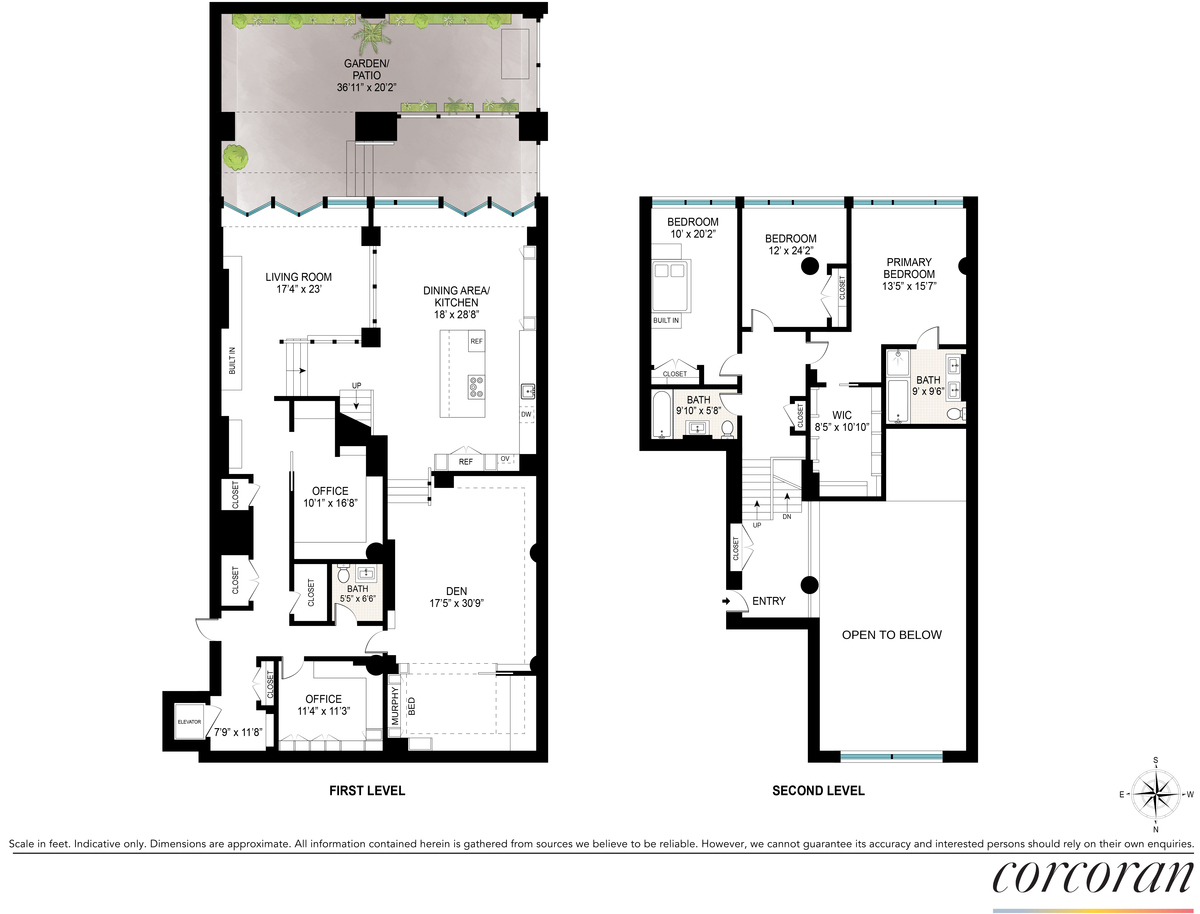 GARDEN/
PATIO
36'11" x 20'2"
LIVING ROOM
17'4" x 23'
DINING AREA/
KITCHEN
18' x 28'8"
REF
BUILT IN
UP
DW
REF
OV
OFFICE
10'1" x 16'8"
CLOSET
CLOSET
CLOSET
BATH
5'5" x 6'6"
DEN
17'5" x 30'9"
CLOSET
OFFICE
11'4" x 11'3"
MURPHY
BED
ELEVATOR
7'9" x 11'8"
FIRST LEVEL
BEDROOM
10' x 20'2"
BEDROOM
12' x 24'2"
PRIMARY
BEDROOM
13'5" x 15'7"
CLOSET
BUILT IN
CLOSET
BATH
9' x 9'6"
BATH
9'10" x 5'8"
CLOSET
WIC
8'5" x 10'10"
UP
DN
CLOSET
ENTRY
OPEN TO BELOW
SECOND LEVEL
S
E
W
N
Scale in feet. Indicative only. Dimensions are approximate. All information contained herein is gathered from sources we believe to be reliable. However, we cannot guarantee its accuracy and interested persons should rely on their own enquiries.
corcoran